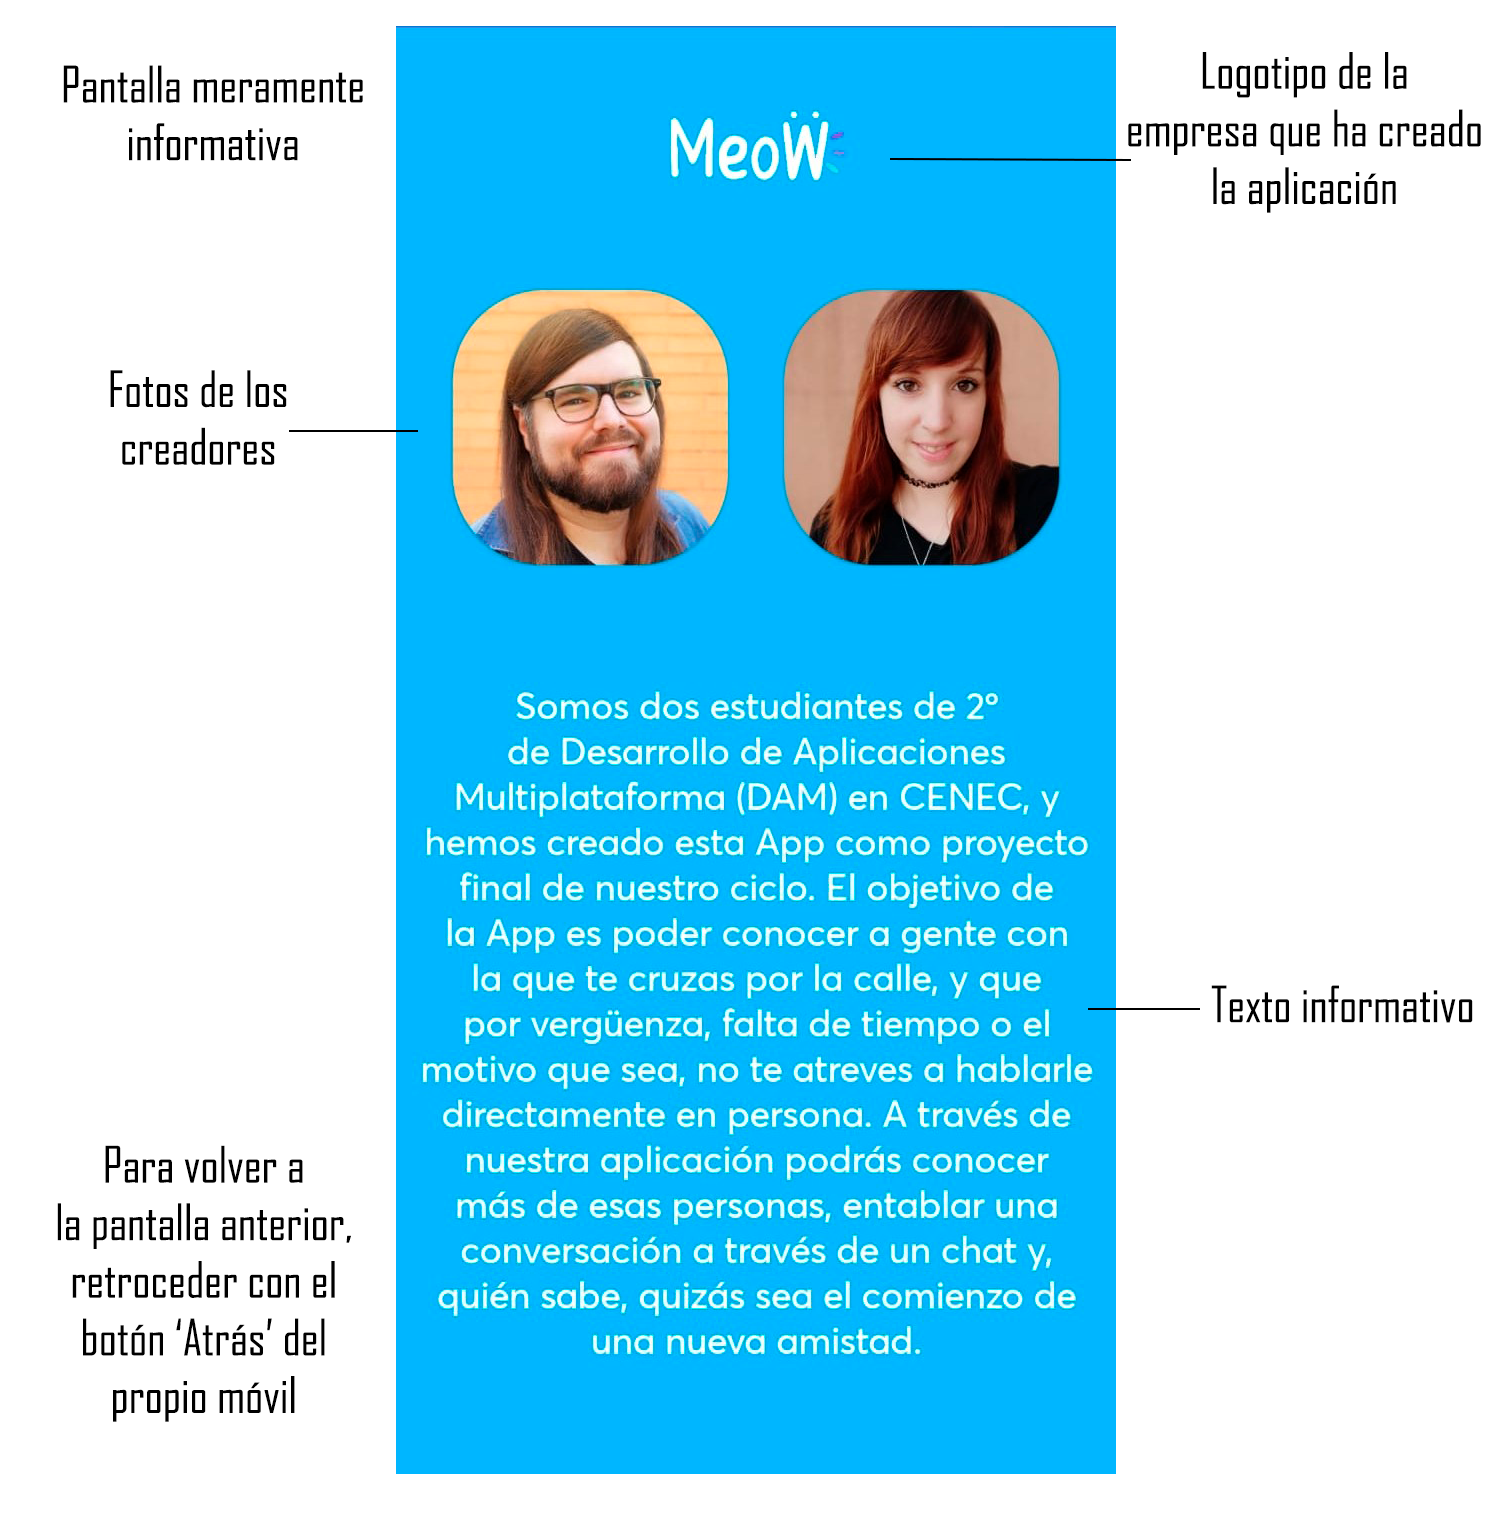 Pantalla meramente
informativa
MeoW
Logotipo de la
empresa que ha creado
la aplicación
Fotos de los
creadores
Somos dos estudiantes de 2º
de Desarrollo de Aplicaciones
Multiplataforma (DAM) en CENEC, y
hemos creado esta App como proyecto
final de nuestro ciclo. El objetivo de
la App es poder conocer a gente con
la que te cruzas por la calle, y que
por vergüenza, falta de tiempo o el
motivo que sea, no te atreves a hablarle
directamente en persona. A través de
nuestra aplicación podrás conocer
más de esas personas, entablar una
conversación a través de un chat y,
quién sabe, quizás sea el comienzo de
una nueva amistad.
Texto informativo
Para volver a
la pantalla anterior,
retroceder con el
botón ‘Atrás’ del
propio móvil